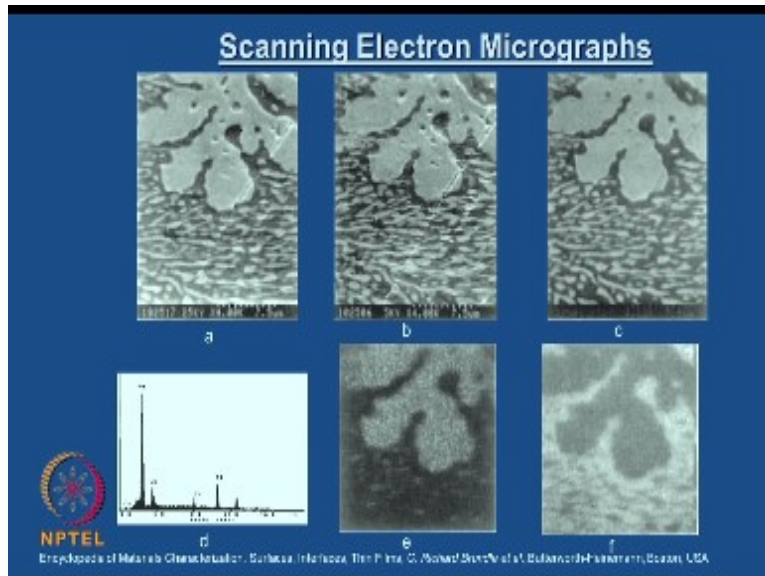 Scanning Electron Micrographs
a
b
c
d
e
f
NPTEL
Encyclopedia of Materials Characterization, Surfaces, Interfaces, Thin Films, C. Richard Brundle et al. Butterworth-Heinemann, Boston, USA